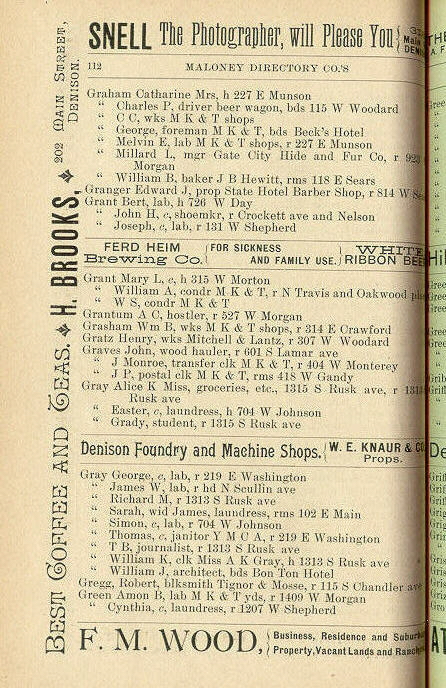 SNELL The Photographer, will Please You
112 MALONEY DIRECTORY CO.'S
Graham Catharine Mrs, h 227 E Munson
“ Charles P, driver beer wagon, bds 115 W Woodard
“ C C, wks M K & T shops
“ George, foreman M K & T, bds Beck's Hotel
“ Melvin E, lab M K & T shops, r 227 E Munson
“ Millard L, mgr Gate City Hide and Fur Co, r
Morgan
“ William B, baker J B Hewitt, rms 118 E Sears
Granger Edward J, prop State Hotel Barber Shop, r 814 W
Grant Bert, lab, h 726 W Day
“ John H, c, shoemkr, r Crockett ave and Nelson
“ Joseph, c, lab, r 131 W Shepherd
FERD HEIM
Brewing Co.
FOR SICKNESS
AND FAMILY USE.
WHITE
RIBBON BEER
Grant Mary L, c, h 315 W Morton
“ William A, condr M K & T, r N Travis and Oakwood
“ W S, condr M K & T
Grantum A C, hostler, r 527 W Morgan
Grasham Wm B, wks M K & T shops, r 314 E Crawford
Gratz Henry, wks Mitchell & Lantz, r 307 W Woodard
Graves John, wood hauler, r 601 S Lamar ave
“ J Monroe, transfer clk M K & T, r 404 W Monterey
“ J P, postal clk M K & T, rms 418 W Gandy
Gray Alice K Miss, groceries, etc., 1315 S Rusk ave, r
Rusk ave
“ Easter, c, laundress, h 704 W Johnson
“ Grady, student, r 1315 S Rusk ave
Denison Foundry and Machine Shops.
W. E. KNAUR & CO.
Props.
Gray George, c, lab, r 219 E Washington
“ James W, lab, r hd N Scullin ave
“ Richard M, r 1313 S Rusk ave
“ Sarah, wid James, laundress, rms 102 E Main
“ Simon, c, lab, r 704 W Johnson
“ Thomas, c, janitor Y M C A, r 219 E Washington
“ T B, journalist, r 1313 S Rusk ave
“ William K, clk Miss A K Gray, h 1313 S Rusk ave
“ William J, architect, bds Bon Ton Hotel
Gregg, Robert, blksmith Tignor & Mosse, r 115 S Chandler ave
Green Amon B, lab M K & T yds, r 1409 W Morgan
“ Cynthia, c, laundress, r 1207 W Shepherd
F. M. WOOD,
Business, Residence and Suburban
Property, Vacant Lands and
BEST COFFEE AND TEAS. H. BROOKS, 202 MAIN STREET,
DENISON.